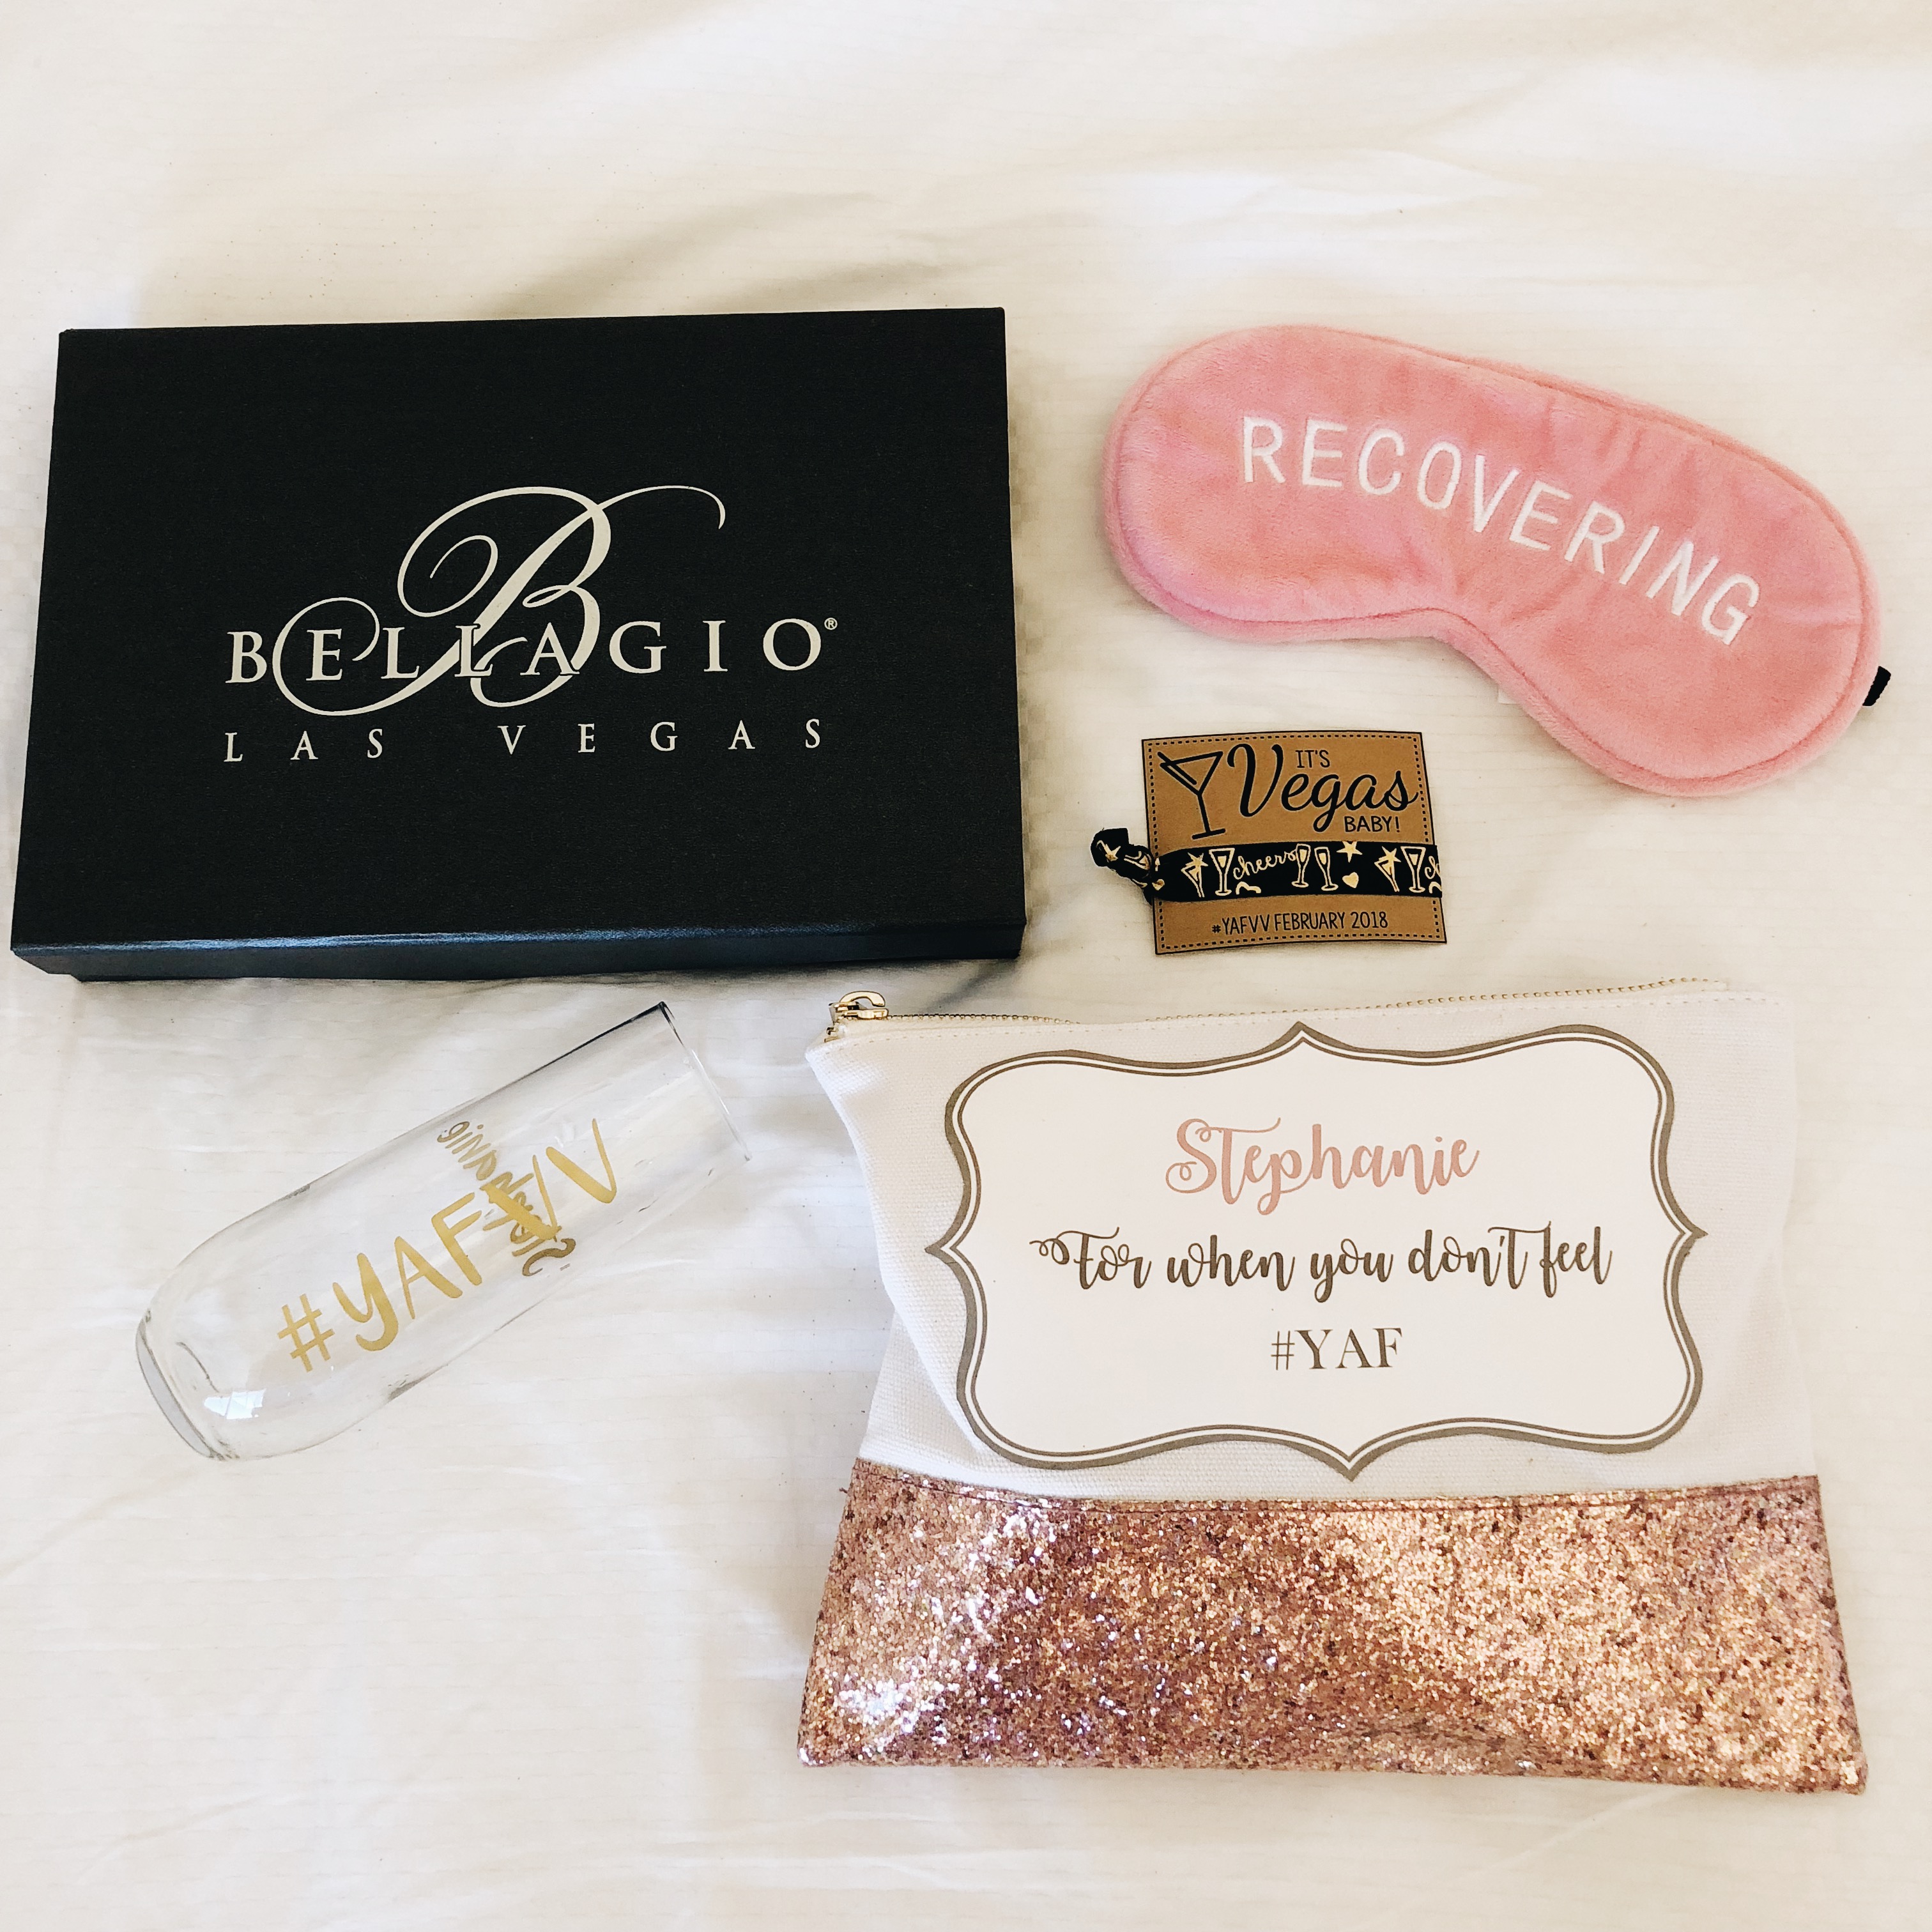 B
BELLAGIO®
LAS VEGAS
RECOVERING
IT'S
Vegas
BABY!
cheers
#YAFVV FEBRUARY 2018
#YAFVV
Stephanie
Stephanie
For when you don't feel
#YAF